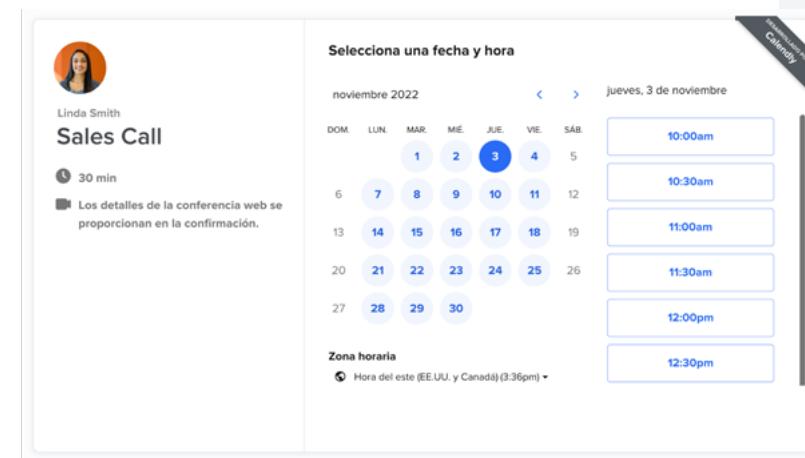 Linda Smith
Sales Call
30 min
Los detalles de la conferencia web se
proporcionan en la confirmación.
Selecciona una fecha y hora
noviembre 2022 < >
DOM. LUN. MAR. MIÉ. JUE. VIE. SÁB.
1 2 3 4 5
6 7 8 9 10 11 12
13 14 15 16 17 18 19
20 21 22 23 24 25 26
27 28 29 30
Zona horaria
Hora del este (EE.UU. y Canadá) (3:36pm)
jueves, 3 de noviembre
10:00am
10:30am
11:00am
11:30am
12:00pm
12:30pm
DESARROLLADO
Calendly